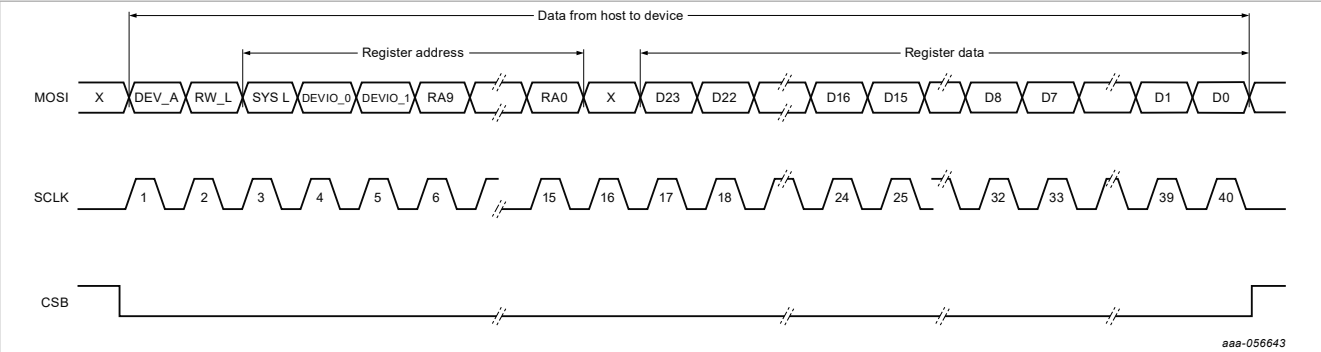 Data from host to device
Register address Register data
MOSI X DEV_A RW_L SYS L DEVIO_0 DEVIO_1 RA9 RA0 X D23 D22 D16 D15 D8 D7 D1 D0
SCLK 1 2 3 4 5 6 15 16 17 18 24 25 32 33 39 40
CSB
aaa-056643